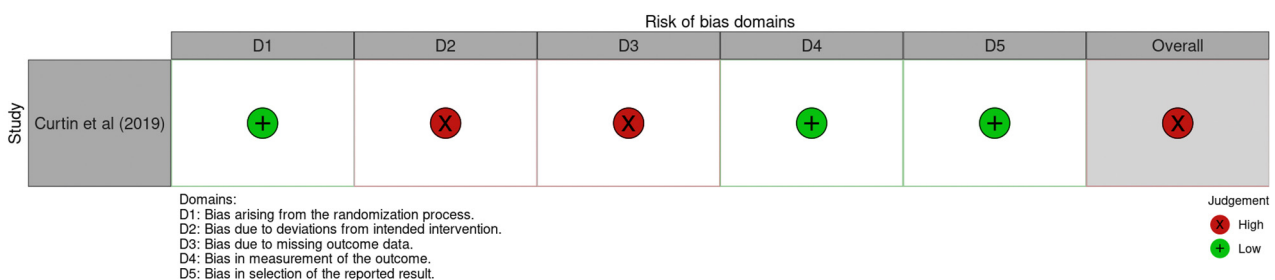 Risk of bias domains
D1 D2 D3 D4 D5 Overall
Study
Curtin et al (2019) + X X + + X
Domains:
D1: Bias arising from the randomization process.
D2: Bias due to deviations from intended intervention.
D3: Bias due to missing outcome data.
D4: Bias in measurement of the outcome.
D5: Bias in selection of the reported result.
Judgement
X High
+ Low